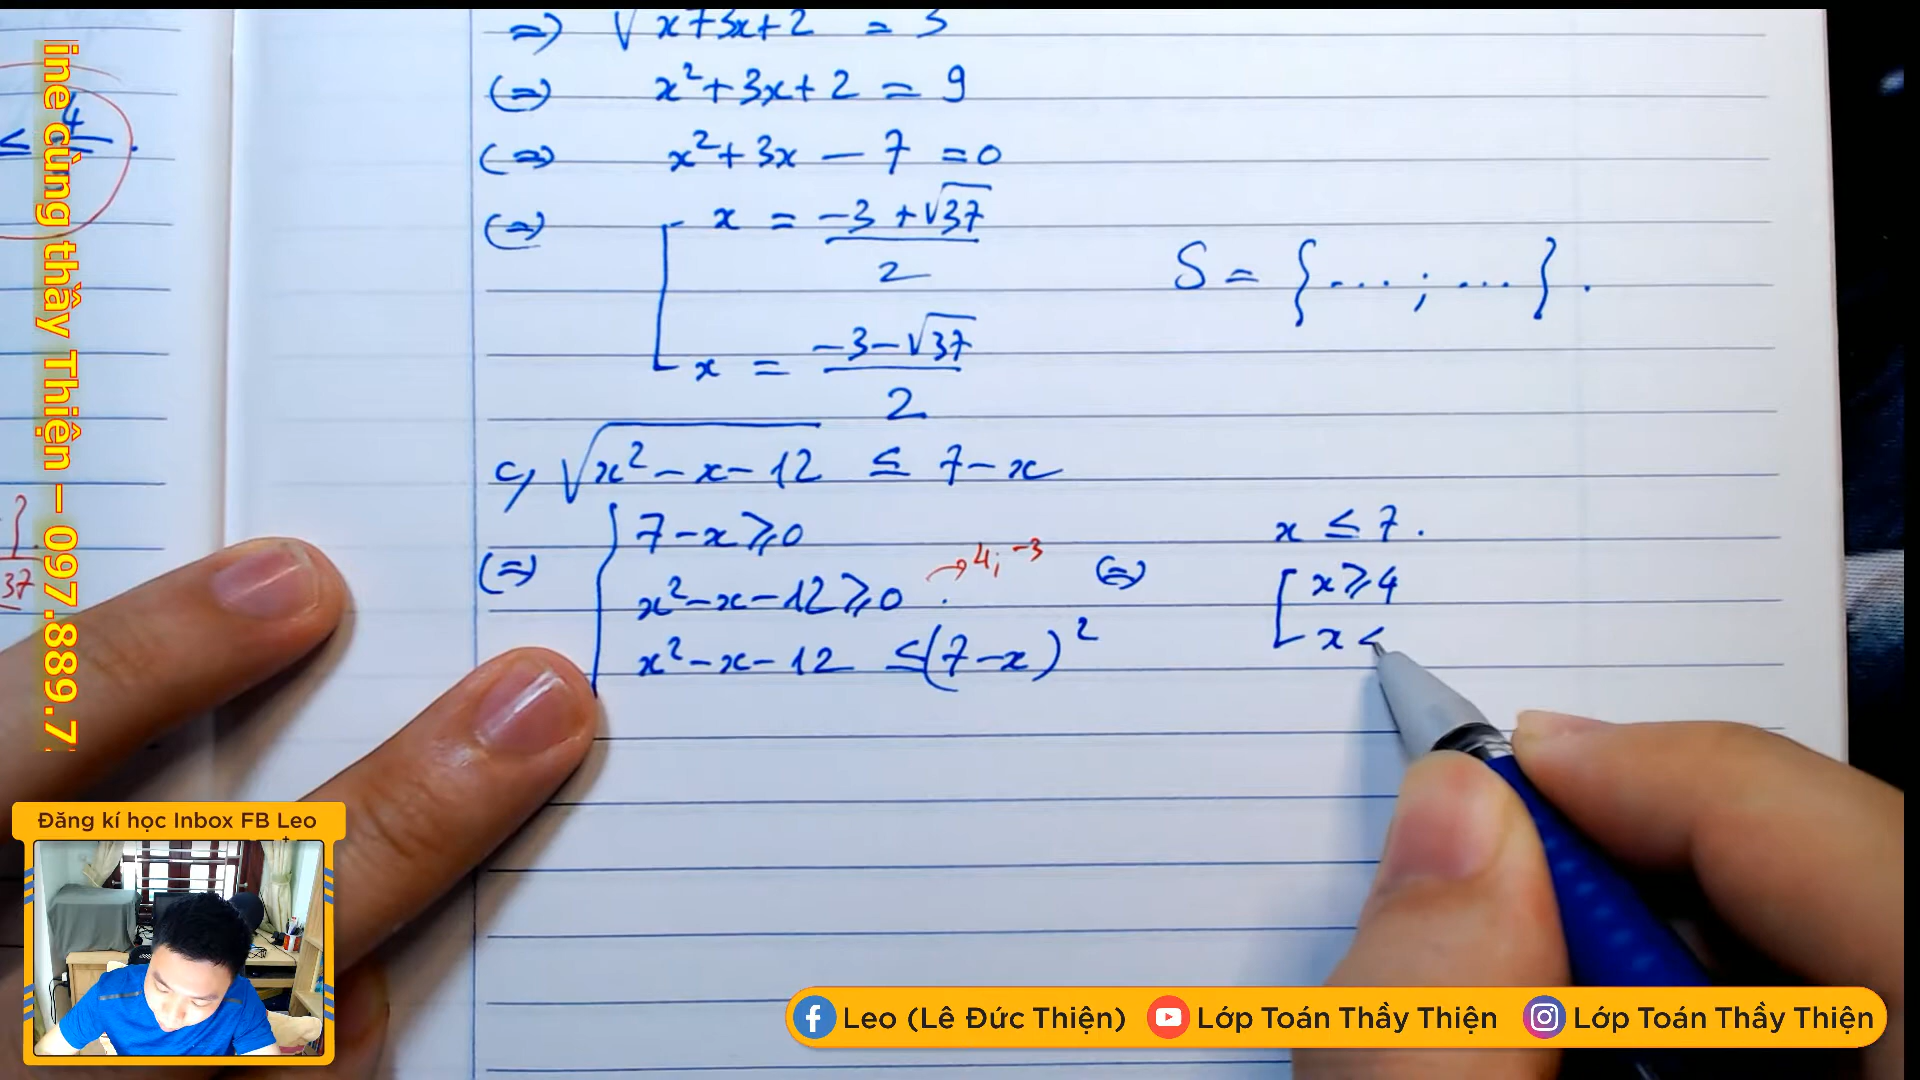 ⇒ √x²+3x+2 = 3
⇔ x²+3x+2 = 9
⇔ x²+3x − 7 = 0
⇔ [ x = (−3+√37)/2
x = (−3−√37)/2
S = {....; ...}.
c, √x²−x−12 ≤ 7−x
⇔ { 7−x ≥ 0
x²−x−12 ≥ 0 . → 4; −3
x²−x−12 ≤ (7−x)²
⇔ x ≤ 7.
[ x ≥ 4
x <
≤ 4
37
ine cùng thầy Thiện – 097.889.7
Đăng kí học Inbox FB Leo
Leo (Lê Đức Thiện)
Lớp Toán Thầy Thiện
Lớp Toán Thầy Thiện